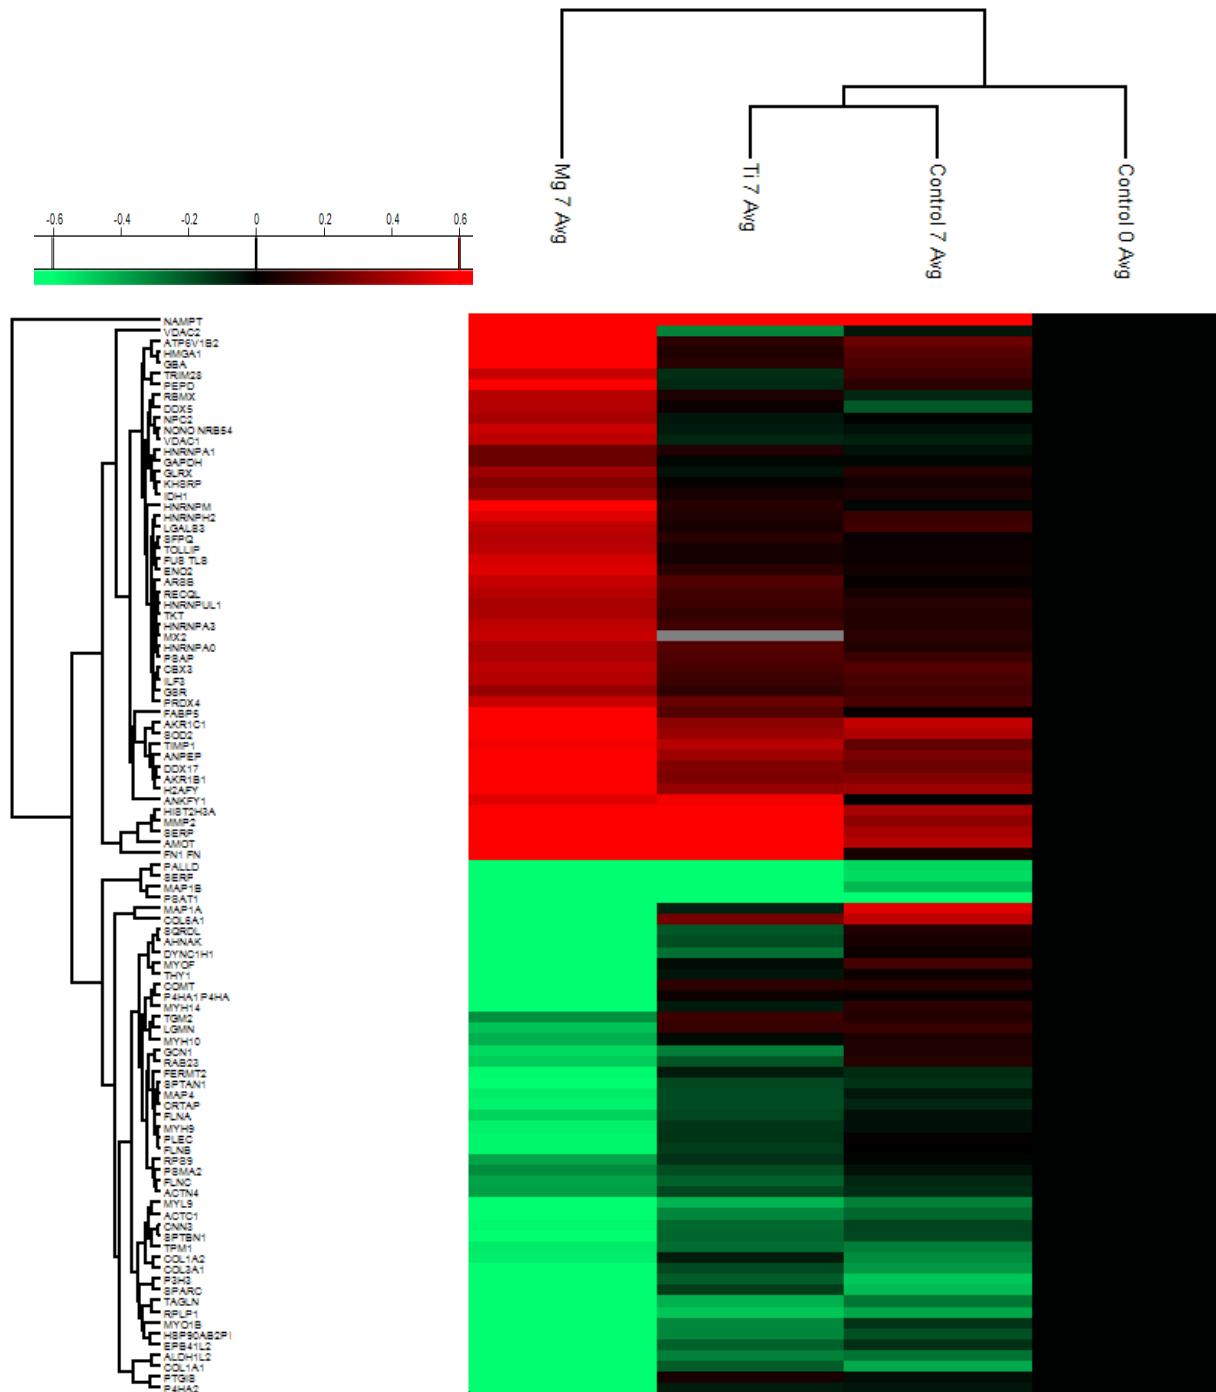 Mg 7 Avg
Ti 7 Avg
Control 7 Avg
Control 0 Avg
-0.6 -0.4 -0.2 0 0.2 0.4 0.6
NAMPT
VDAC2
ATP6V1B2
HMGA1
GBA
TRIM28
PEPD
RBMX
DDX5
NPC2
NONO NRB54
VDAC1
HNRNPA1
GAPDH
GLRX
KHSRP
IDH1
HNRNPM
HNRNPH2
LGALS3
SFPQ
TOLLIP
FUS TLS
ENO2
ARSB
RECQL
HNRNPUL1
TKT
HNRNPA3
MX2
HNRNPA0
PSAP
CBX3
ILF3
GSR
PRDX4
FABP5
AKR1C1
SOD2
TIMP1
ANPEP
DDX17
AKR1B1
H2AFY
ANKFY1
HIST2H3A
MMP2
SERP
AMOT
FN1 FN
PALLD
SERP
MAP1B
PSAT1
MAP1A
COL6A1
SQRDL
AHNAK
DYNC1H1
MYOF
THY1
COMT
P4HA1 P4HA
MYH14
TGM2
LGMN
MYH10
GCN1
RAB23
FERMT2
SPTAN1
MAP4
CRTAP
FLNA
MYH9
PLEC
FLNB
RPS9
PSMA2
FLNC
ACTN4
MYL9
ACTC1
CNN3
SPTBN1
TPM1
COL1A2
COL3A1
P3H3
SPARC
TAGLN
RPLP1
MYO1B
HSP90AB2P
EPB41L2
ALDH1L2
COL1A1
PTGIS
P4HA2